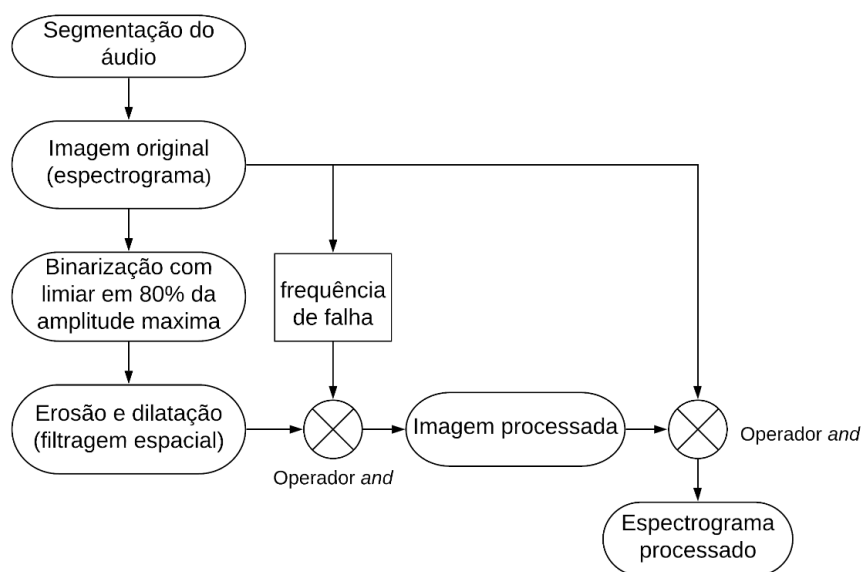 Segmentação do
áudio
Imagem original
(espectrograma)
Binarização com
limiar em 80% da
amplitude maxima
frequência
de falha
Erosão e dilatação
(filtragem espacial)
Operador and
Imagem processada
Operador and
Espectrograma
processado